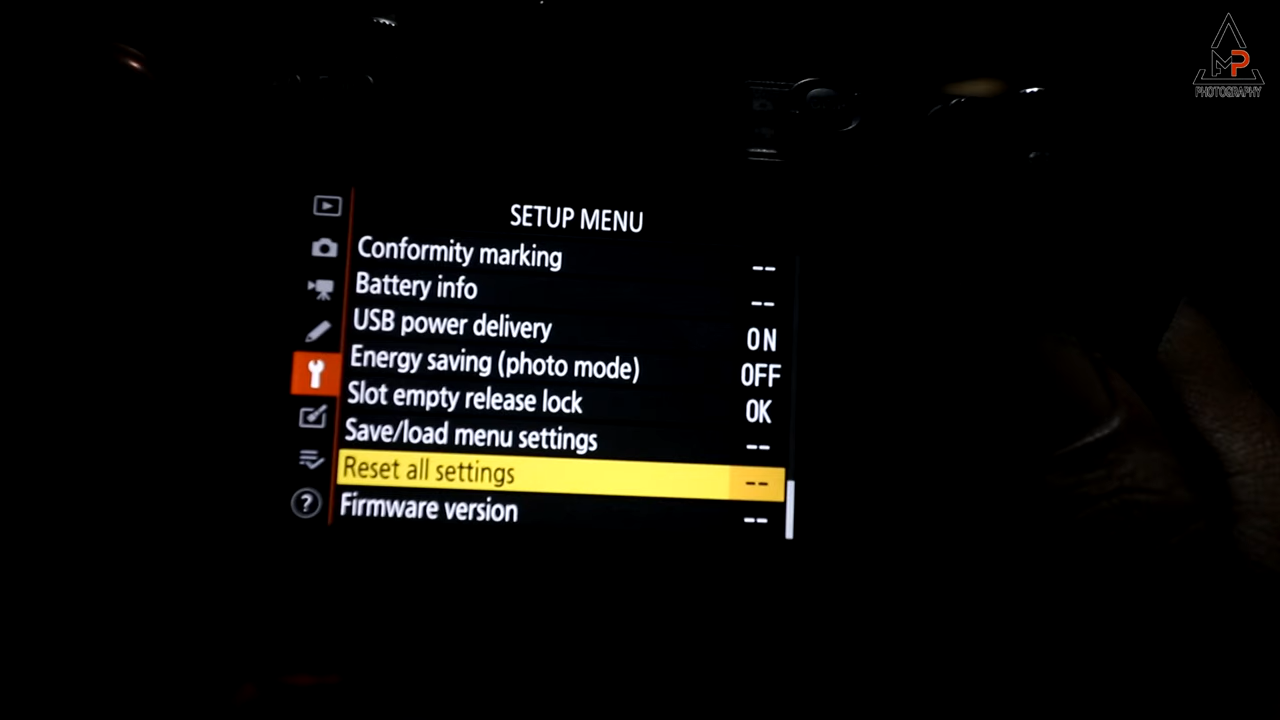 MP
PHOTOGRAPHY
SETUP MENU
Conformity marking --
Battery info --
USB power delivery ON
Energy saving (photo mode) OFF
Slot empty release lock OK
Save/load menu settings --
Reset all settings --
Firmware version --
?